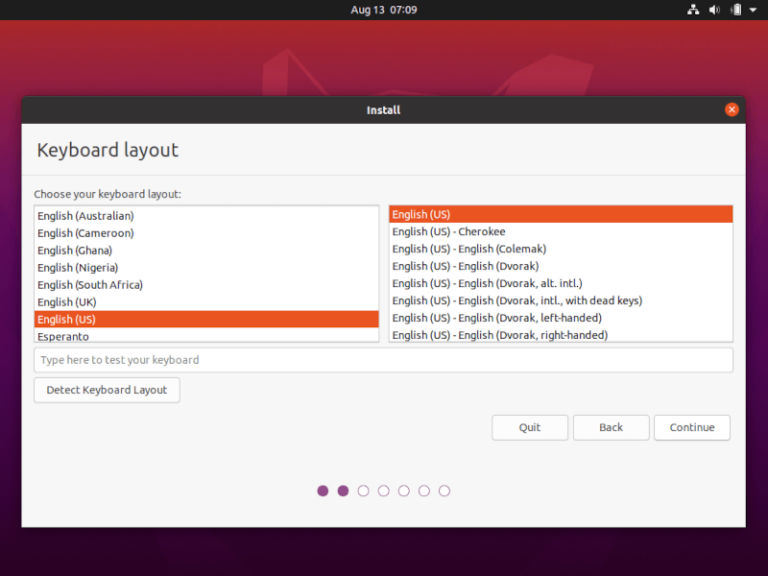 Aug 13 07:09
Install
Keyboard layout
Choose your keyboard layout:
English (Australian)
English (Cameroon)
English (Ghana)
English (Nigeria)
English (South Africa)
English (UK)
English (US)
Esperanto
English (US)
English (US) - Cherokee
English (US) - English (Colemak)
English (US) - English (Dvorak)
English (US) - English (Dvorak, alt. intl.)
English (US) - English (Dvorak, intl., with dead keys)
English (US) - English (Dvorak, left-handed)
English (US) - English (Dvorak, right-handed)
Type here to test your keyboard
Detect Keyboard Layout
Quit
Back
Continue